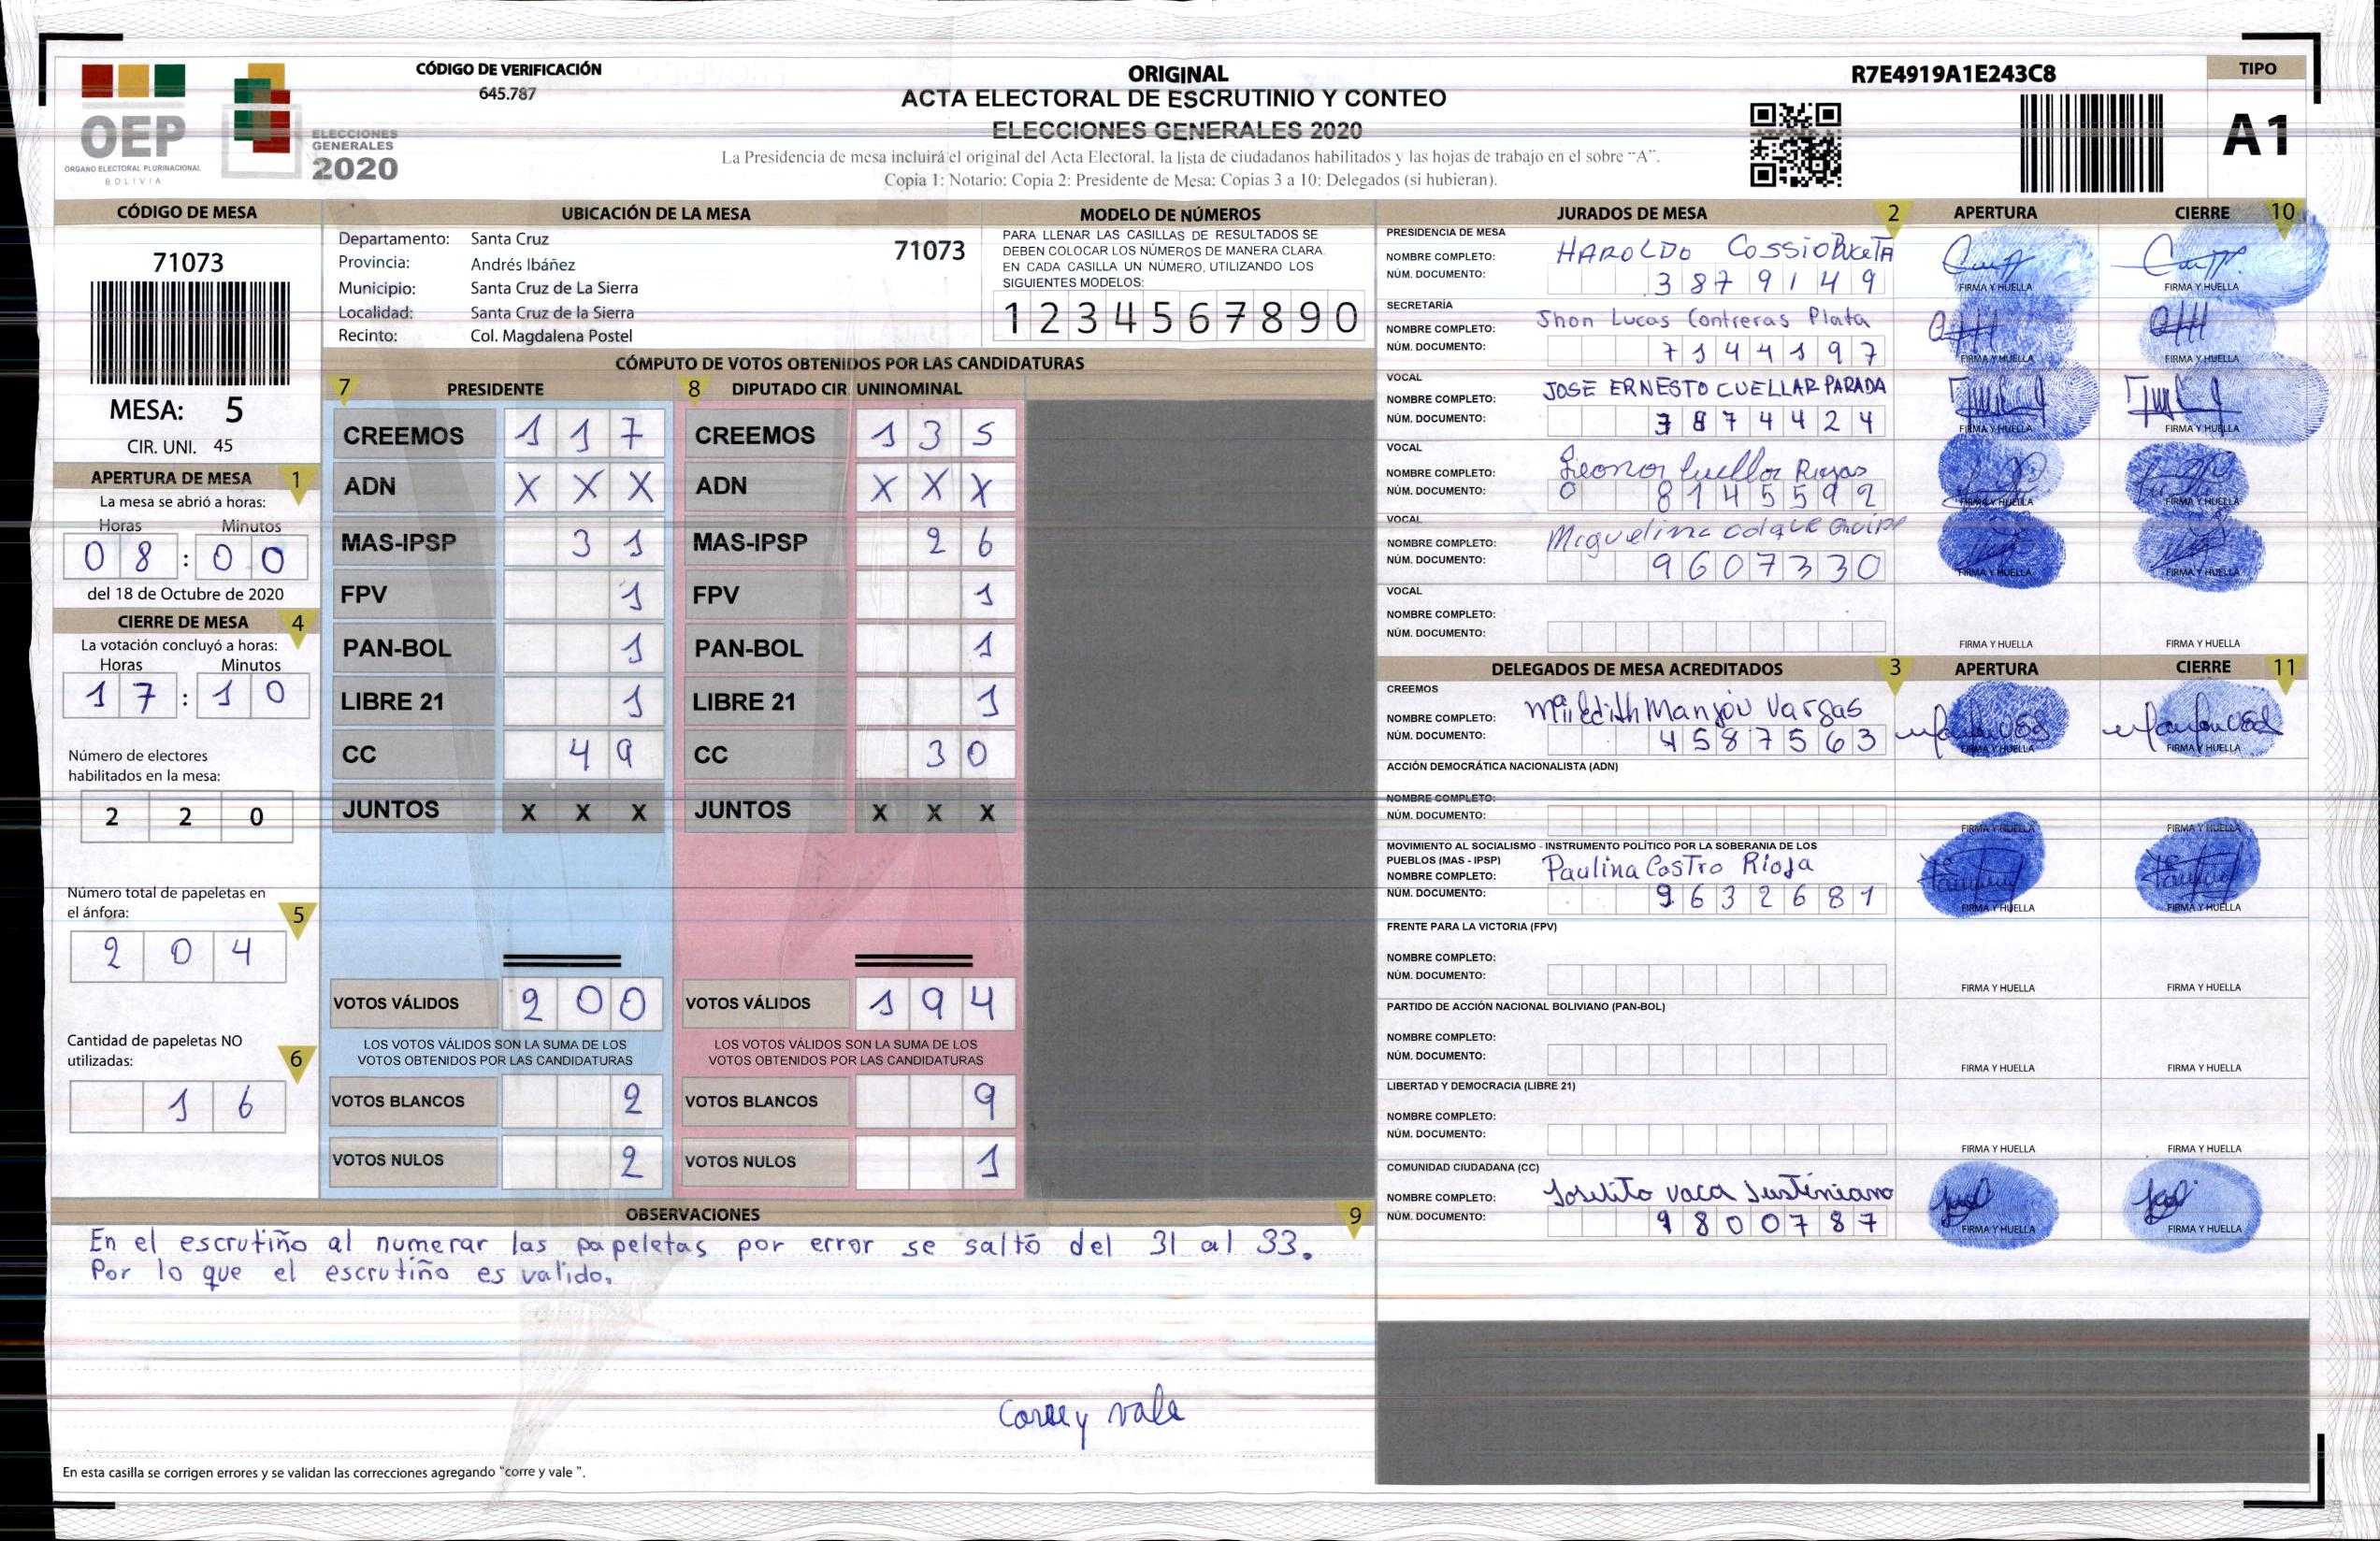 CÓDIGO DE VERIFICACIÓN
645.787
ORIGINAL
ACTA ELECTORAL DE ESCRUTINIO Y CONTEO
ELECCIONES GENERALES 2020
La Presidencia de mesa incluirá el original del Acta Electoral, la lista de ciudadanos habilitados y las hojas de trabajo en el sobre "A".
Copia 1: Notario; Copia 2: Presidente de Mesa; Copias 3 a 10: Delegados (si hubieran).
R7E4919A1E243C8
TIPO
A1
OEP
ÓRGANO ELECTORAL PLURINACIONAL
BOLIVIA
ELECCIONES
GENERALES
2020
CÓDIGO DE MESA
71073
MESA: 5
CIR. UNI. 45
APERTURA DE MESA 1
La mesa se abrió a horas:
Horas Minutos
08 : 00
del 18 de Octubre de 2020
CIERRE DE MESA 4
La votación concluyó a horas:
Horas Minutos
17 : 10
Número de electores
habilitados en la mesa:
2 2 0
Número total de papeletas en
el ánfora: 5
2 0 4
Cantidad de papeletas NO
utilizadas: 6
1 6
UBICACIÓN DE LA MESA
Departamento: Santa Cruz 71073
Provincia: Andrés Ibáñez
Municipio: Santa Cruz de La Sierra
Localidad: Santa Cruz de la Sierra
Recinto: Col. Magdalena Postel
MODELO DE NÚMEROS
PARA LLENAR LAS CASILLAS DE RESULTADOS SE
DEBEN COLOCAR LOS NÚMEROS DE MANERA CLARA
EN CADA CASILLA UN NÚMERO, UTILIZANDO LOS
SIGUIENTES MODELOS:
1 2 3 4 5 6 7 8 9 0
CÓMPUTO DE VOTOS OBTENIDOS POR LAS CANDIDATURAS
7 PRESIDENTE
CREEMOS 1 1 7
ADN X X X
MAS-IPSP 3 1
FPV 1
PAN-BOL 1
LIBRE 21 1
CC 4 9
JUNTOS X X X
VOTOS VÁLIDOS 2 0 0
LOS VOTOS VÁLIDOS SON LA SUMA DE LOS
VOTOS OBTENIDOS POR LAS CANDIDATURAS
VOTOS BLANCOS 2
VOTOS NULOS 2
8 DIPUTADO CIR UNINOMINAL
CREEMOS 1 3 5
ADN X X X
MAS-IPSP 2 6
FPV 1
PAN-BOL 1
LIBRE 21 1
CC 3 0
JUNTOS X X X
VOTOS VÁLIDOS 1 9 4
LOS VOTOS VÁLIDOS SON LA SUMA DE LOS
VOTOS OBTENIDOS POR LAS CANDIDATURAS
VOTOS BLANCOS 9
VOTOS NULOS 1
OBSERVACIONES 9
En el escrutiño al numerar las papeletas por error se saltó del 31 al 33.
Por lo que el escrutiño es valido.
Corre y vale
En esta casilla se corrigen errores y se validan las correcciones agregando "corre y vale ".
JURADOS DE MESA 2 APERTURA CIERRE 10
PRESIDENCIA DE MESA
NOMBRE COMPLETO: HAROLDO COSSIO
NÚM. DOCUMENTO: 3879149
FIRMA Y HUELLA FIRMA Y HUELLA
SECRETARÍA
NOMBRE COMPLETO: Jhon Lucas Contreras Plata
NÚM. DOCUMENTO: 7144197
FIRMA Y HUELLA FIRMA Y HUELLA
VOCAL
NOMBRE COMPLETO: JOSE ERNESTO CUELLAR PARADA
NÚM. DOCUMENTO: 3874424
FIRMA Y HUELLA FIRMA Y HUELLA
VOCAL
NOMBRE COMPLETO: Leonor Cuellar
NÚM. DOCUMENTO: 0 8145592
FIRMA Y HUELLA FIRMA Y HUELLA
VOCAL
NOMBRE COMPLETO: Miguelina Colque
NÚM. DOCUMENTO: 9607330
FIRMA Y HUELLA FIRMA Y HUELLA
VOCAL
NOMBRE COMPLETO:
NÚM. DOCUMENTO:
FIRMA Y HUELLA FIRMA Y HUELLA
DELEGADOS DE MESA ACREDITADOS 3 APERTURA CIERRE 11
CREEMOS
NOMBRE COMPLETO: Vargas
NÚM. DOCUMENTO: 4587563
FIRMA Y HUELLA FIRMA Y HUELLA
ACCIÓN DEMOCRÁTICA NACIONALISTA (ADN)
NOMBRE COMPLETO:
NÚM. DOCUMENTO:
FIRMA Y HUELLA FIRMA Y HUELLA
MOVIMIENTO AL SOCIALISMO - INSTRUMENTO POLÍTICO POR LA SOBERANIA DE LOS
PUEBLOS (MAS - IPSP)
NOMBRE COMPLETO: Paulina Castro Rioja
NÚM. DOCUMENTO: 9632681
FIRMA Y HUELLA FIRMA Y HUELLA
FRENTE PARA LA VICTORIA (FPV)
NOMBRE COMPLETO:
NÚM. DOCUMENTO:
FIRMA Y HUELLA FIRMA Y HUELLA
PARTIDO DE ACCIÓN NACIONAL BOLIVIANO (PAN-BOL)
NOMBRE COMPLETO:
NÚM. DOCUMENTO:
FIRMA Y HUELLA FIRMA Y HUELLA
LIBERTAD Y DEMOCRACIA (LIBRE 21)
NOMBRE COMPLETO:
NÚM. DOCUMENTO:
FIRMA Y HUELLA FIRMA Y HUELLA
COMUNIDAD CIUDADANA (CC)
NOMBRE COMPLETO: Joselito Vaca Justiniano
NÚM. DOCUMENTO: 9800787
FIRMA Y HUELLA FIRMA Y HUELLA